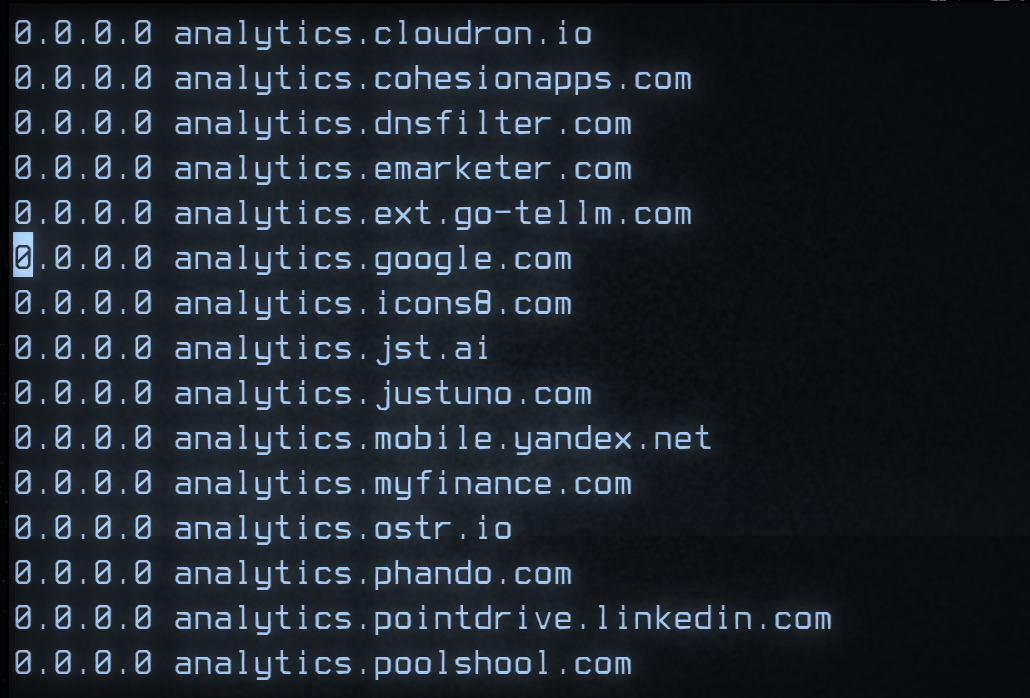 0.0.0.0 analytics.cloudron.io
0.0.0.0 analytics.cohesionapps.com
0.0.0.0 analytics.dnsfilter.com
0.0.0.0 analytics.emarketer.com
0.0.0.0 analytics.ext.go-tellm.com
0.0.0.0 analytics.google.com
0.0.0.0 analytics.icons8.com
0.0.0.0 analytics.jst.ai
0.0.0.0 analytics.justuno.com
0.0.0.0 analytics.mobile.yandex.net
0.0.0.0 analytics.myfinance.com
0.0.0.0 analytics.ostr.io
0.0.0.0 analytics.phando.com
0.0.0.0 analytics.pointdrive.linkedin.com
0.0.0.0 analytics.poolshool.com